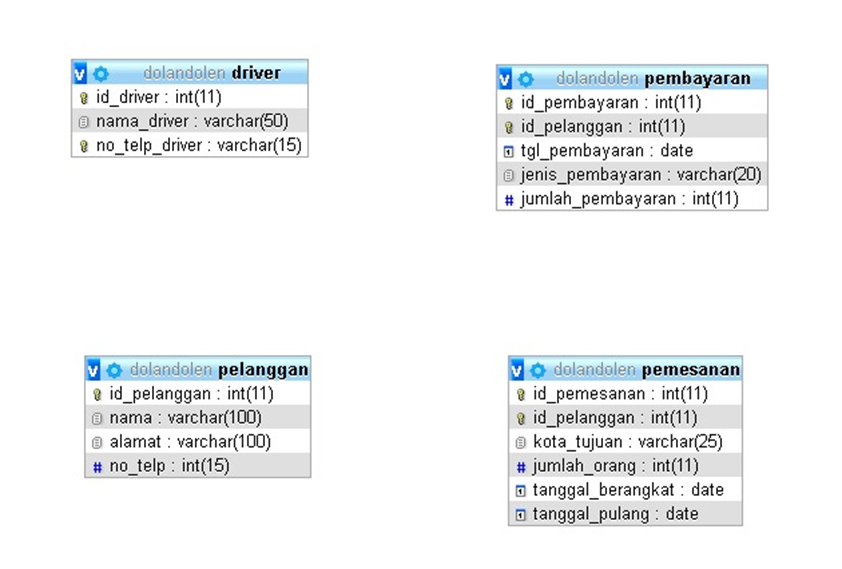 v dolandolen driver
id_driver : int(11)
nama_driver : varchar(50)
no_telp_driver : varchar(15)
v dolandolen pembayaran
id_pembayaran : int(11)
id_pelanggan : int(11)
tgl_pembayaran : date
jenis_pembayaran : varchar(20)
# jumlah_pembayaran : int(11)
v dolandolen pelanggan
id_pelanggan : int(11)
nama : varchar(100)
alamat : varchar(100)
# no_telp : int(15)
v dolandolen pemesanan
id_pemesanan : int(11)
id_pelanggan : int(11)
kota_tujuan : varchar(25)
# jumlah_orang : int(11)
tanggal_berangkat : date
tanggal_pulang : date